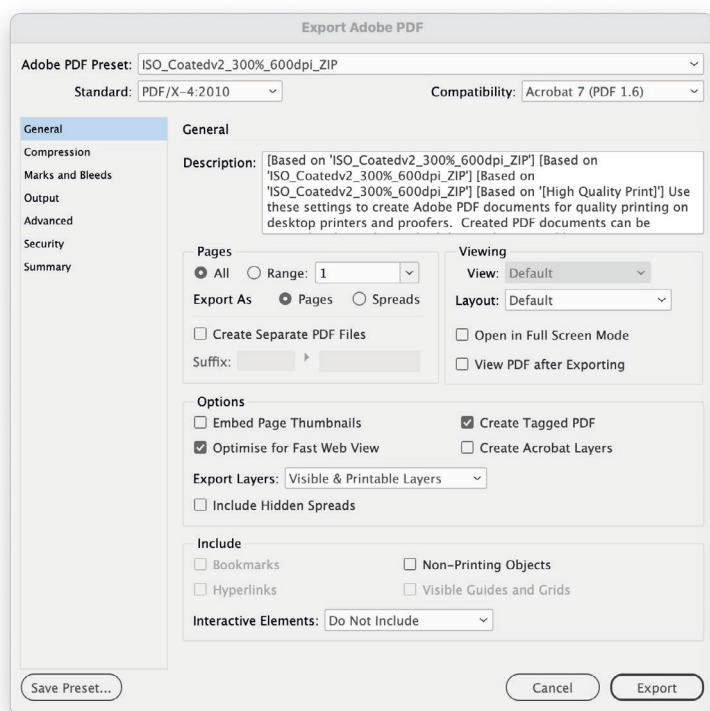 Export Adobe PDF
Adobe PDF Preset: ISO_Coatedv2_300%_600dpi_ZIP
Standard: PDF/X-4:2010
Compatibility: Acrobat 7 (PDF 1.6)
General
Compression
Marks and Bleeds
Output
Advanced
Security
Summary
General
Description: [Based on 'ISO_Coatedv2_300%_600dpi_ZIP'] [Based on
'ISO_Coatedv2_300%_600dpi_ZIP'] [Based on
'ISO_Coatedv2_300%_600dpi_ZIP'] [Based on '[High Quality Print]'] Use
these settings to create Adobe PDF documents for quality printing on
desktop printers and proofers. Created PDF documents can be
Pages
All Range: 1
Export As Pages Spreads
Create Separate PDF Files
Suffix:
Viewing
View: Default
Layout: Default
Open in Full Screen Mode
View PDF after Exporting
Options
Embed Page Thumbnails
Create Tagged PDF
Optimise for Fast Web View
Create Acrobat Layers
Export Layers: Visible & Printable Layers
Include Hidden Spreads
Include
Bookmarks
Non-Printing Objects
Hyperlinks
Visible Guides and Grids
Interactive Elements: Do Not Include
Save Preset...
Cancel
Export